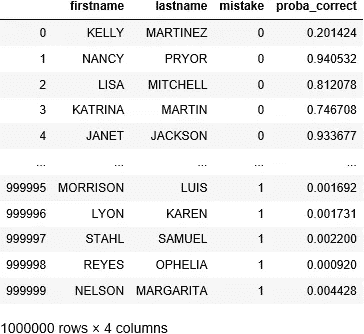 firstname lastname mistake proba_correct
0 KELLY MARTINEZ 0 0.201424
1 NANCY PRYOR 0 0.940532
2 LISA MITCHELL 0 0.812078
3 KATRINA MARTIN 0 0.746708
4 JANET JACKSON 0 0.933677
... ... ... ... ...
999995 MORRISON LUIS 1 0.001692
999996 LYON KAREN 1 0.001731
999997 STAHL SAMUEL 1 0.002200
999998 REYES OPHELIA 1 0.000920
999999 NELSON MARGARITA 1 0.004428
1000000 rows × 4 columns